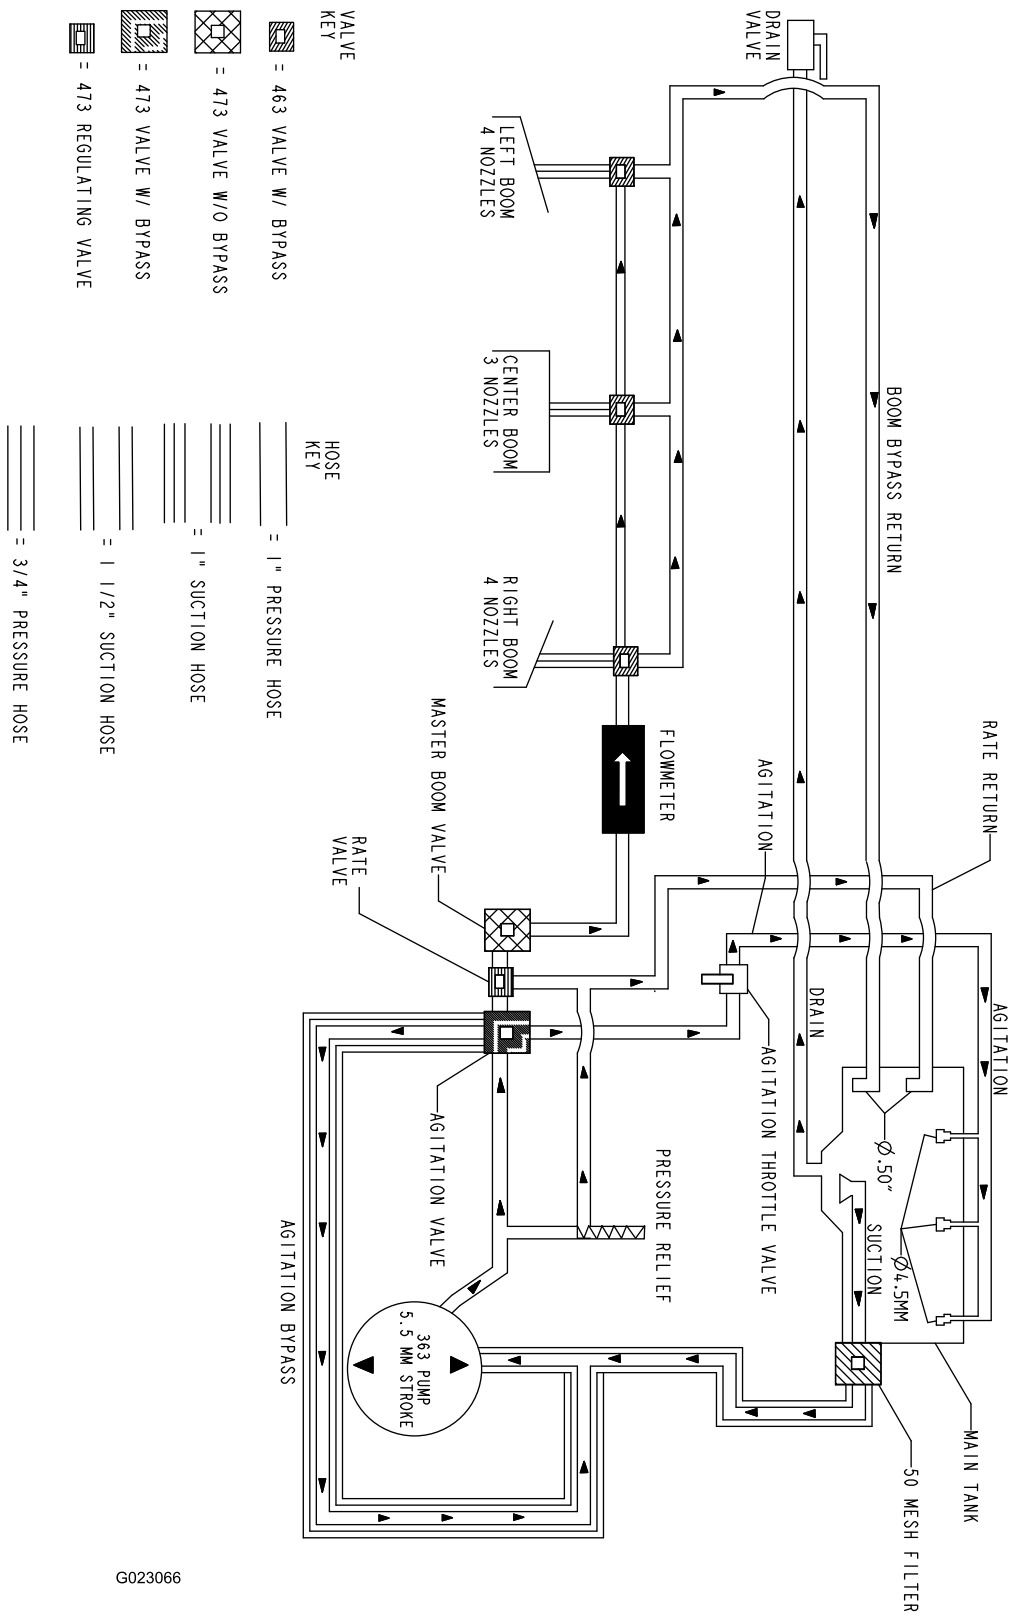 DRAIN
VALVE
BOOM BYPASS RETURN
LEFT BOOM
4 NOZZLES
CENTER BOOM
3 NOZZLES
RIGHT BOOM
4 NOZZLES
FLOWMETER
MASTER BOOM VALVE
RATE
VALVE
RATE RETURN
AGITATION
AGITATION
DRAIN
AGITATION THROTTLE VALVE
AGITATION VALVE
PRESSURE RELIEF
Ø.50"
SUCTION
Ø4.5MM
AGITATION BYPASS
363 PUMP
5.5 MM STROKE
MAIN TANK
50 MESH FILTER
VALVE
KEY
= 463 VALVE W/ BYPASS
= 473 VALVE W/O BYPASS
= 473 VALVE W/ BYPASS
= 473 REGULATING VALVE
HOSE
KEY
= 1" PRESSURE HOSE
= 1" SUCTION HOSE
= 1 1/2" SUCTION HOSE
= 3/4" PRESSURE HOSE
G023066